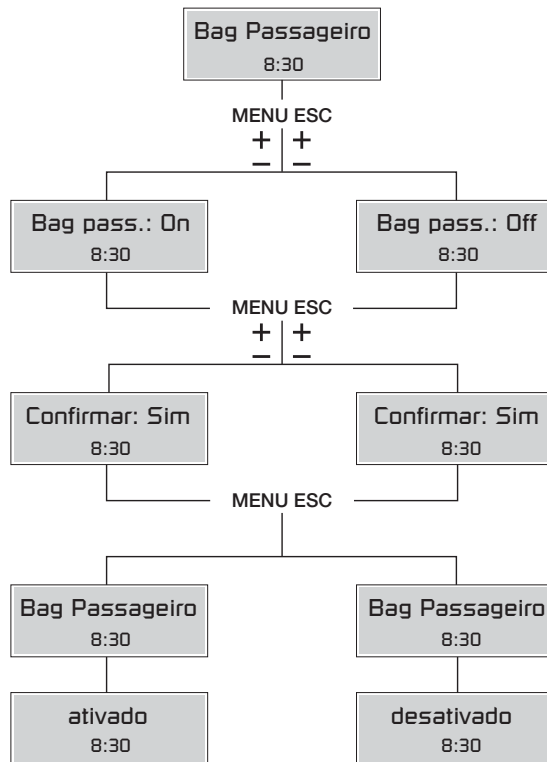 Bag Passageiro
8:30
MENU ESC
+ +
– –
Bag pass.: On
8:30
Bag pass.: Off
8:30
MENU ESC
+ +
– –
Confirmar: Sim
8:30
Confirmar: Sim
8:30
MENU ESC
Bag Passageiro
8:30
Bag Passageiro
8:30
ativado
8:30
desativado
8:30